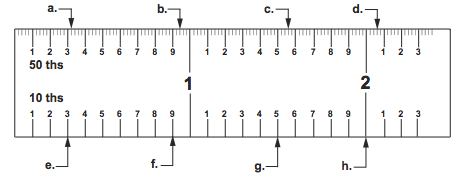 a. b. c. d.
1 2 3 4 5 6 7 8 9 1 2 3 4 5 6 7 8 9 1 2 3
50 ths
1 2
10 ths
1 2 3 4 5 6 7 8 9 1 2 3 4 5 6 7 8 9 1 2 3
e. f. g. h.